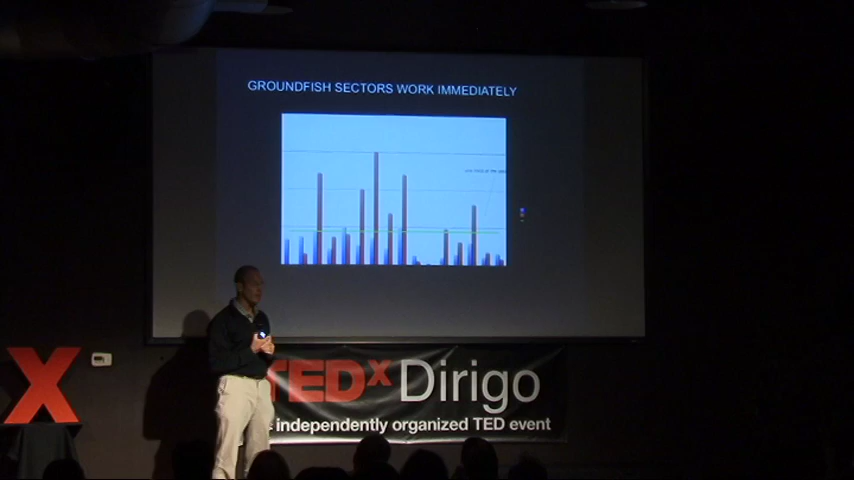 GROUNDFISH SECTORS WORK IMMEDIATELY
X
TEDx Dirigo
independently organized TED event